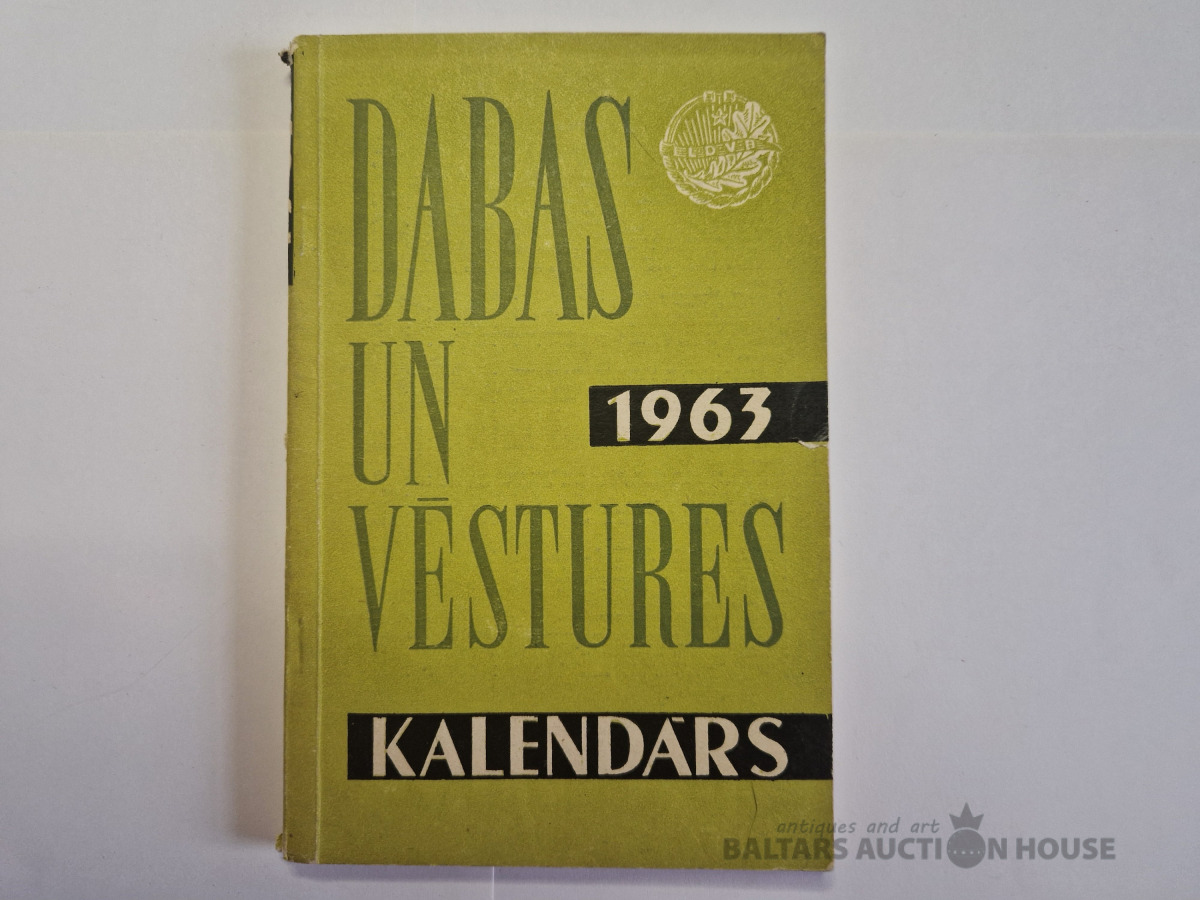 DABAS
UN
1963
VĒSTURES
KALENDĀRS
antiques and art
BALTARS AUCTION HOUSE